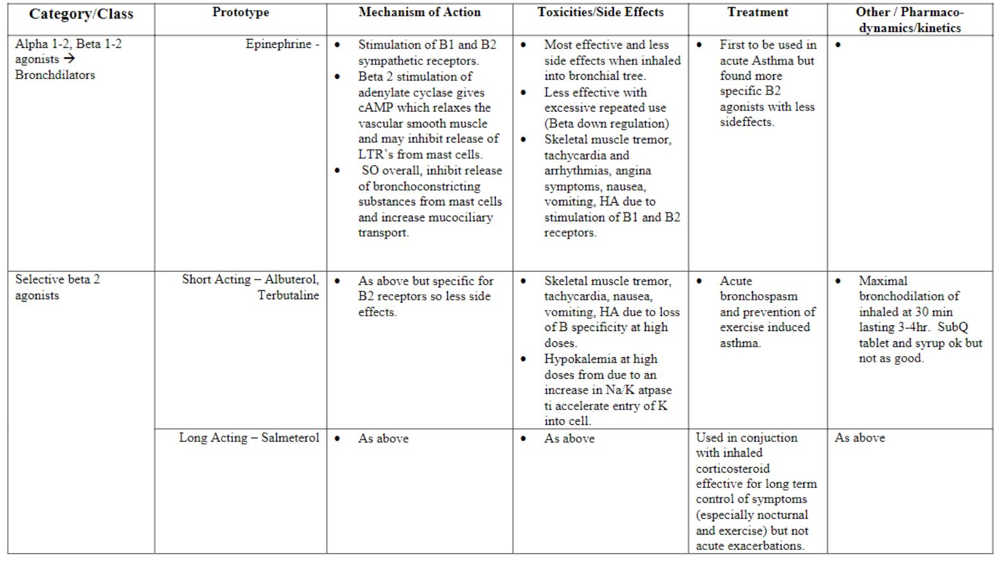 Category/Class
Prototype
Mechanism of Action
Toxicities/Side Effects
Treatment
Other / Pharmaco-
dynamics/kinetics
Alpha 1-2, Beta 1-2
agonists →
Bronchdilators
Epinephrine -
• Stimulation of B1 and B2
sympathetic receptors.
• Beta 2 stimulation of
adenylate cyclase gives
cAMP which relaxes the
vascular smooth muscle
and may inhibit release of
LTR's from mast cells.
• SO overall, inhibit release
of bronchoconstricting
substances from mast cells
and increase mucociliary
transport.
• Most effective and less
side effects when inhaled
into bronchial tree.
• Less effective with
excessive repeated use
(Beta down regulation)
• Skeletal muscle tremor,
tachycardia and
arrhythmias, angina
symptoms, nausea,
vomiting, HA due to
stimulation of B1 and B2
receptors.
• First to be used in
acute Asthma but
found more
specific B2
agonists with less
sideffects.
•
Selective beta 2
agonists
Short Acting – Albuterol,
Terbutaline
• As above but specific for
B2 receptors so less side
effects.
• Skeletal muscle tremor,
tachycardia, nausea,
vomiting, HA due to loss
of B specificity at high
doses.
• Hypokalemia at high
doses from due to an
increase in Na/K atpase
ti accelerate entry of K
into cell.
• Acute
bronchospasm
and prevention of
exercise induced
asthma.
• Maximal
bronchodilation of
inhaled at 30 min
lasting 3-4hr. SubQ
tablet and syrup ok but
not as good.
Long Acting – Salmeterol
• As above
• As above
Used in conjuction
with inhaled
corticosteroid
effective for long term
control of symptoms
(especially nocturnal
and exercise) but not
acute exacerbations.
As above